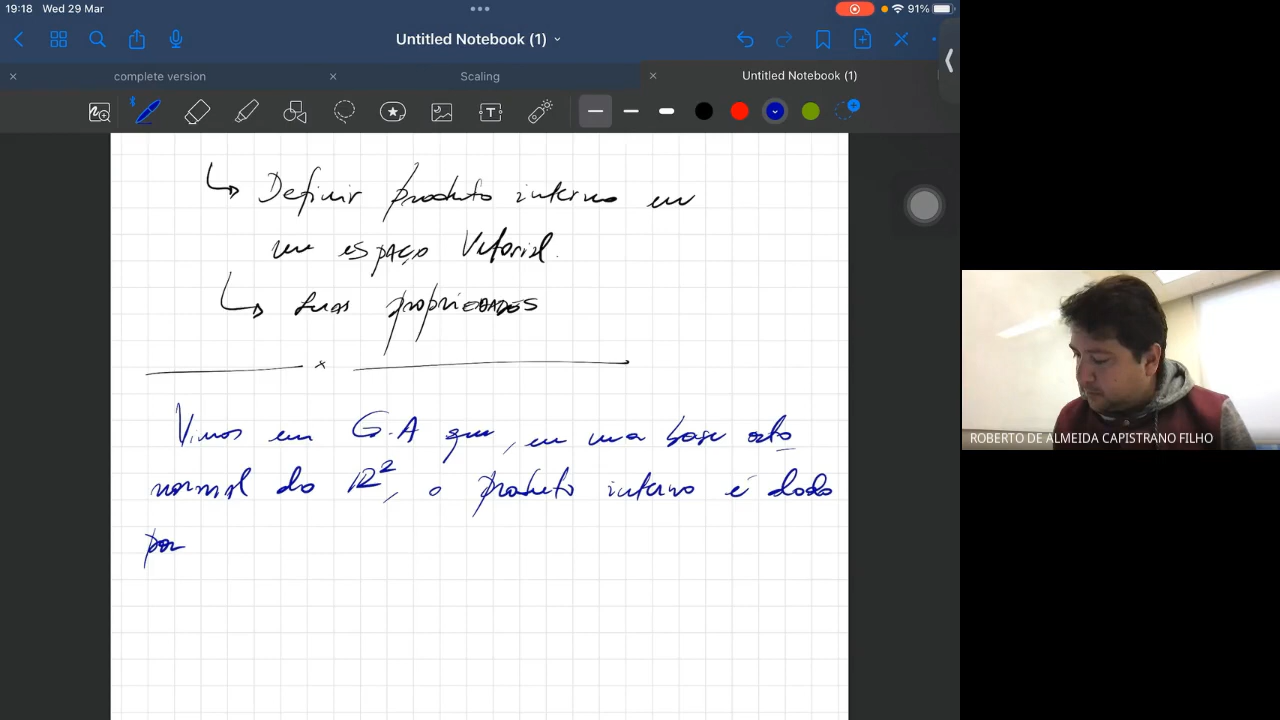 19:18 Wed 29 Mar
91%
Untitled Notebook (1)
complete version
Scaling
Untitled Notebook (1)
Definir produto interno em
um espaço Vetorial.
Suas propriedades
x
Vimos em G.A que, em uma base orto
normal do R², o produto interno é dado
por
ROBERTO DE ALMEIDA CAPISTRANO FILHO